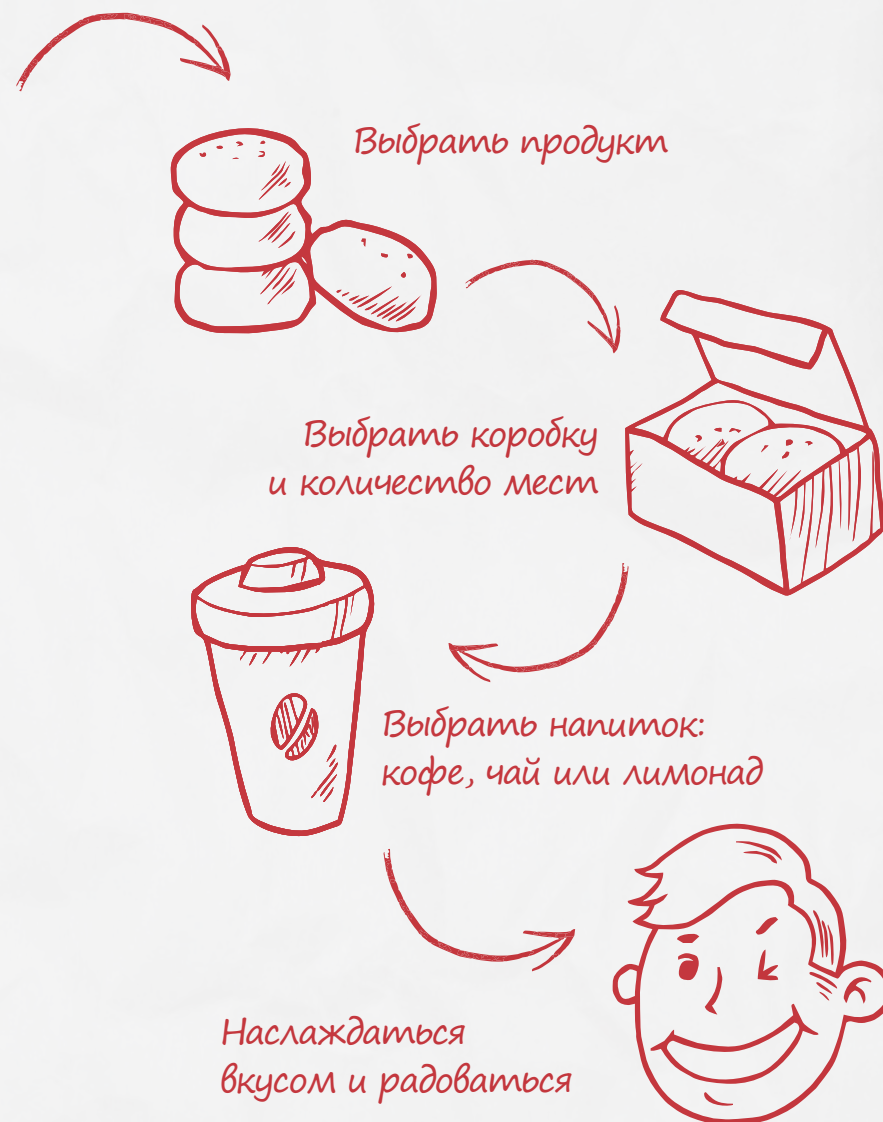 Выбрать продукт
Выбрать коробку
и количество мест
Выбрать напиток:
кофе, чай или лимонад
Наслаждаться
вкусом и радоваться